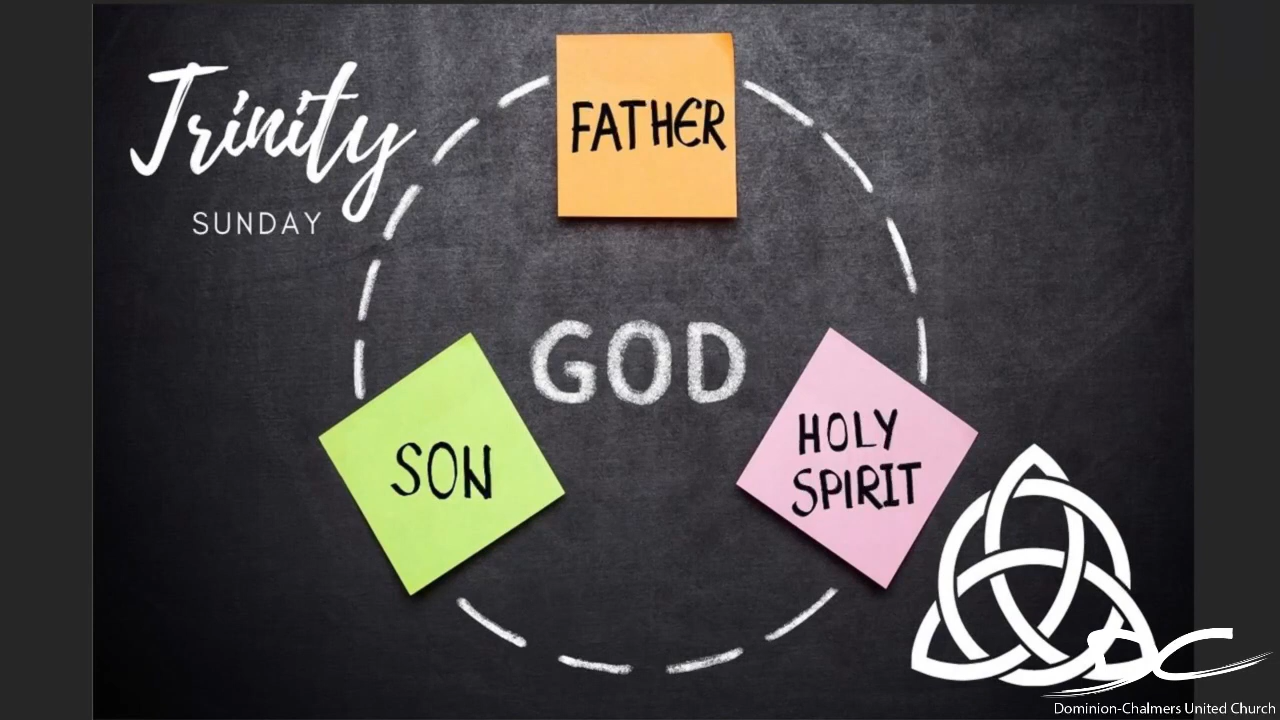 Trinity
SUNDAY
FATHER
GOD
SON
HOLY
SPIRIT
DC
Dominion-Chalmers United Church